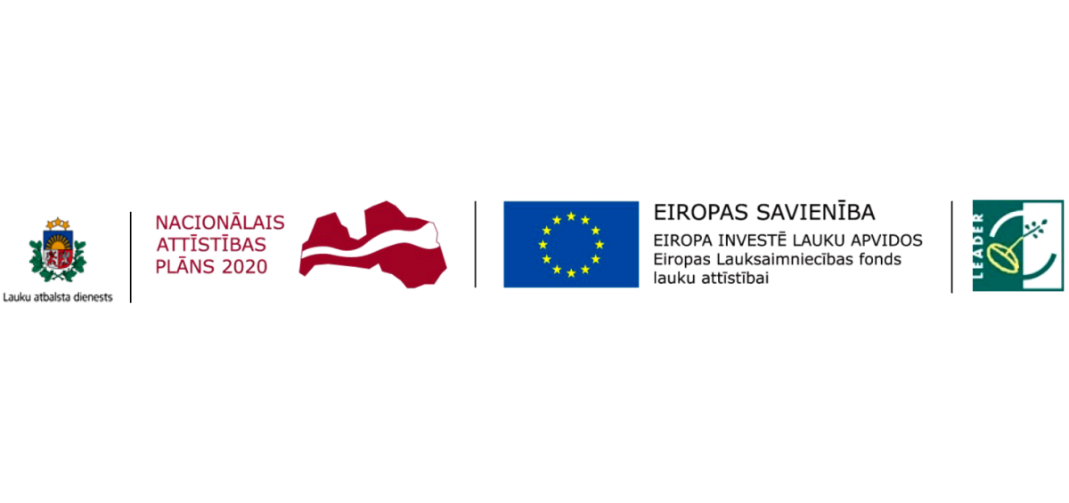 Lauku atbalsta dienests
NACIONĀLAIS
ATTĪSTĪBAS
PLĀNS 2020
EIROPAS SAVIENĪBA
EIROPA INVESTĒ LAUKU APVIDOS
Eiropas Lauksaimniecības fonds
lauku attīstībai
LEADER